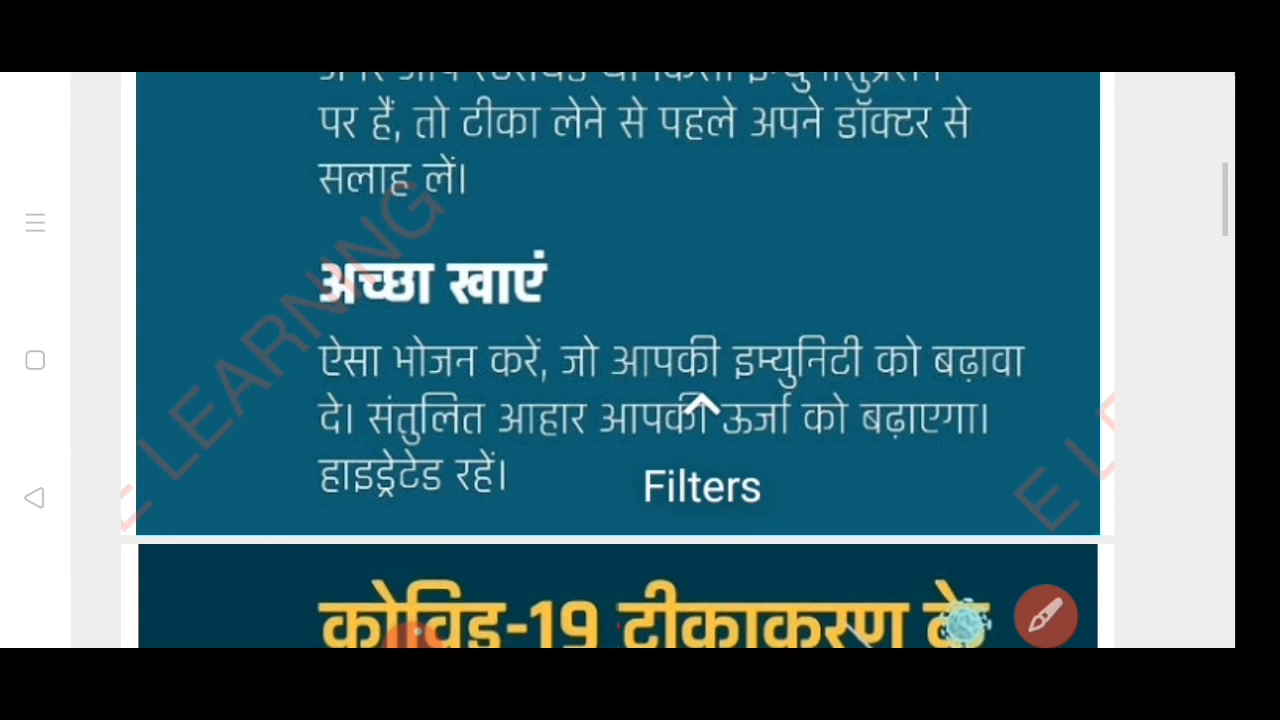 पर हैं, तो टीका लेने से पहले अपने डॉक्टर से
सलाह लें।
अच्छा खाएं
ऐसा भोजन करें, जो आपकी इम्युनिटी को बढ़ावा
दे। संतुलित आहार आपकी ऊर्जा को बढ़ाएगा।
हाइड्रेटेड रहें।
Filters
कोविड-19 टीकाकरण के
E LEARNING